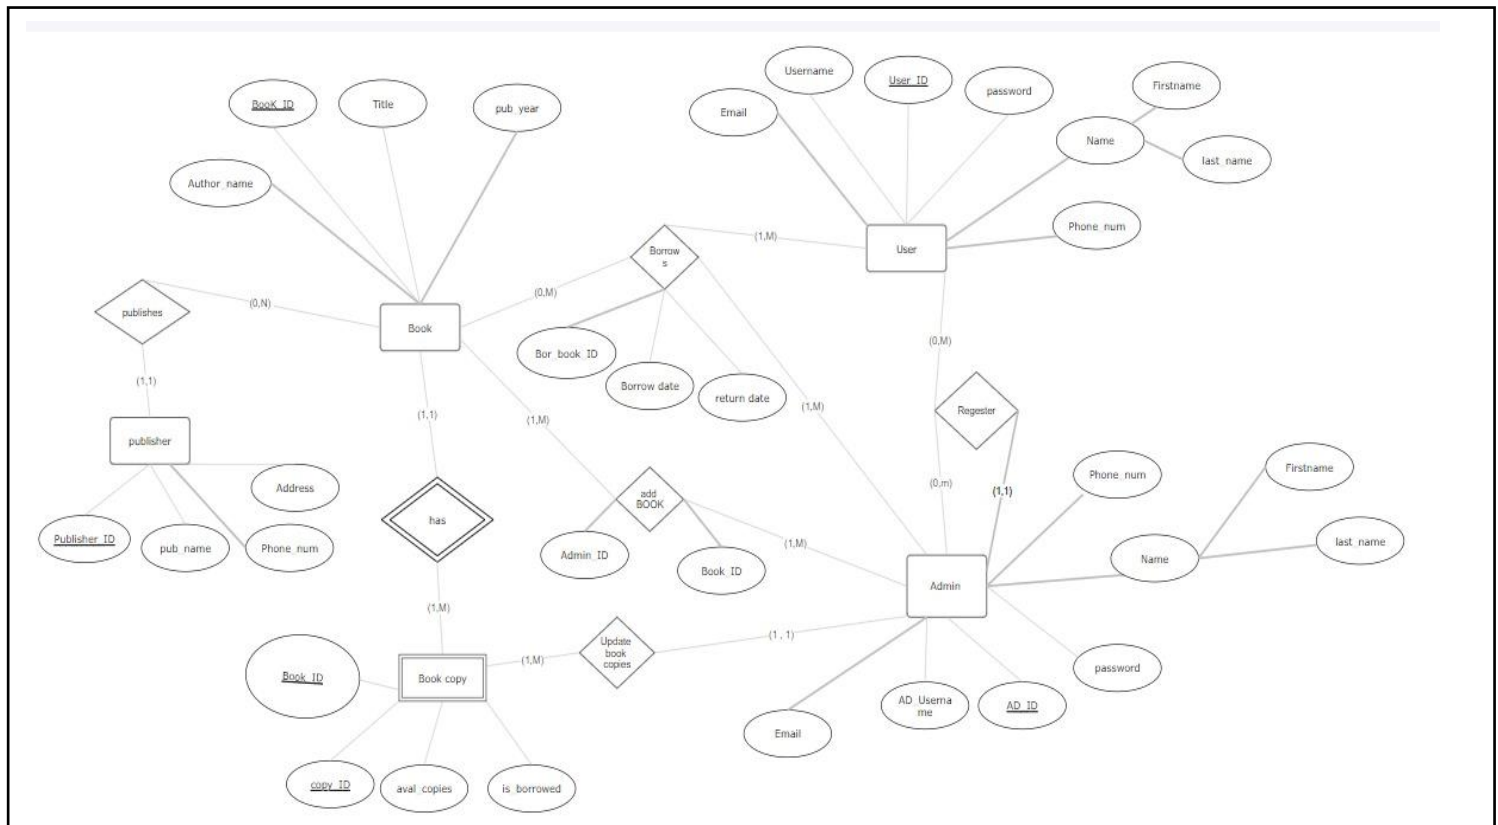 Username
User_ID
password
Firstname
Email
BooK_ID
Title
pub_year
Name
last_name
Author_name
Phone_num
Borrow
s
(1,M)
User
(0,M)
(0,N)
publishes
Book
(0,M)
Bor_book_ID
Borrow date
return date
(1,1)
(1,1)
(1,M)
(1,M)
Regester
publisher
Address
add
BOOK
Phone_num
Firstname
(0,m)
(1,1)
has
Publisher_ID
pub_name
Phone_num
Admin_ID
Book_ID
(1,M)
last_name
Name
Admin
(1,M)
Update
book
copies
(1 , 1)
(1,M)
Book_ID
Book copy
password
AD_Userna
me
AD_ID
Email
copy_ID
aval_copies
is_borrowed